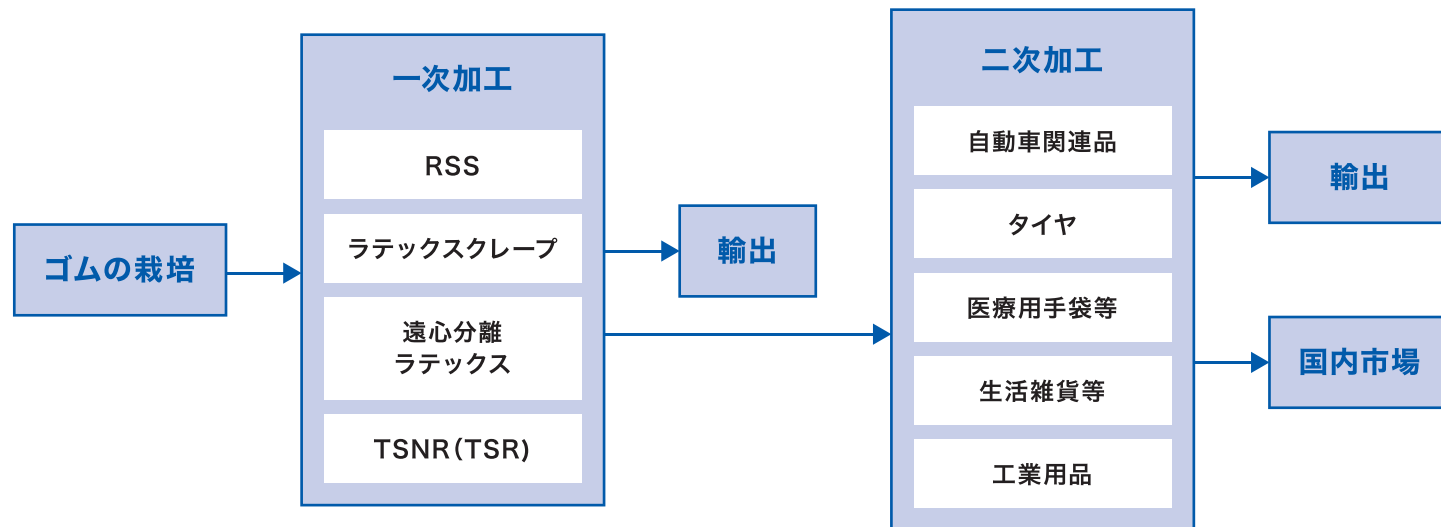 ゴムの栽培
一次加工
RSS
ラテックスクレープ
遠心分離
ラテックス
TSNR(TSR)
輸出
二次加工
自動車関連品
タイヤ
医療用手袋等
生活雑貨等
工業用品
輸出
国内市場